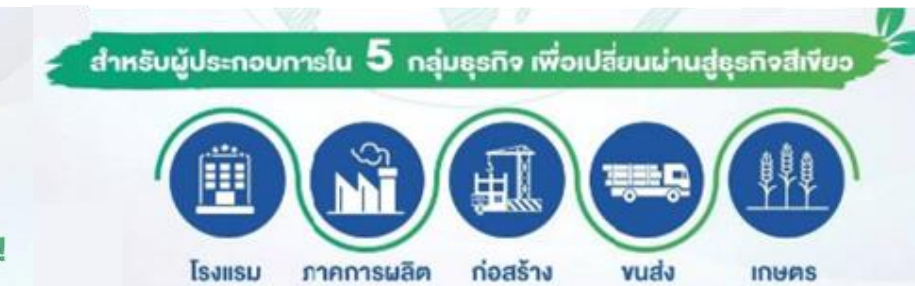 สำหรับผู้ประกอบการใน 5 กลุ่มธุรกิจ เพื่อเปลี่ยนผ่านสู่ธุรกิจสีเขียว
โรงแรม ภาคการผลิต ก่อสร้าง ขนส่ง เกษตร